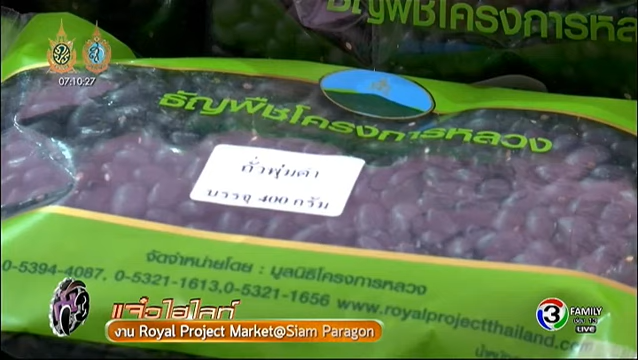 ธัญพืชโครงการหล
07:10:27
ธัญพืชโครงการหลวง
ถั่วพุ่มดำ
บรรจุ 400 กรัม
จัดจำหน่ายโดย : มูลนิธิโครงการหลวง
0-5394-4087, 0-5321-1613,0-5321-1656 www.royalprojectthailand.com
แจ๋วไฮไลท์
งาน Royal Project Market@Siam Paragon
3 FAMILY
LIVE